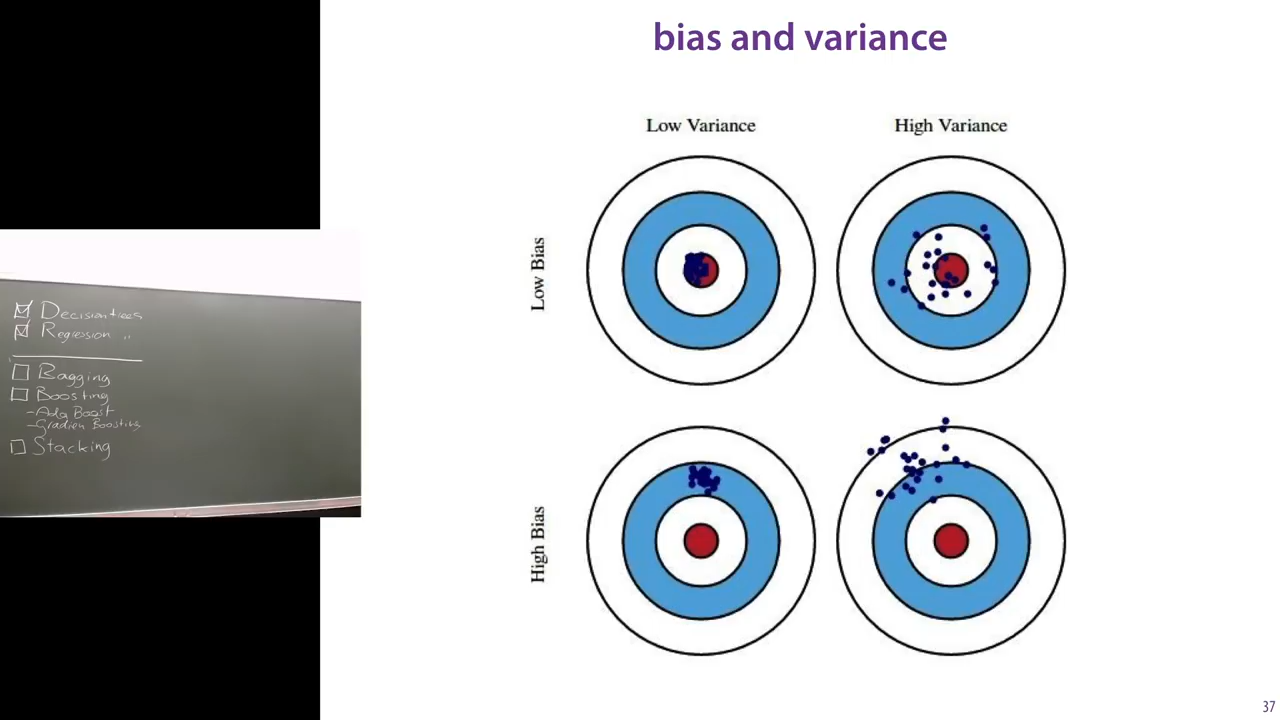 bias and variance
Low Variance
High Variance
Low Bias
High Bias
Decision trees
Regression "
Bagging
Boosting
-Ada Boost
-Gradien Boosting
Stacking
37